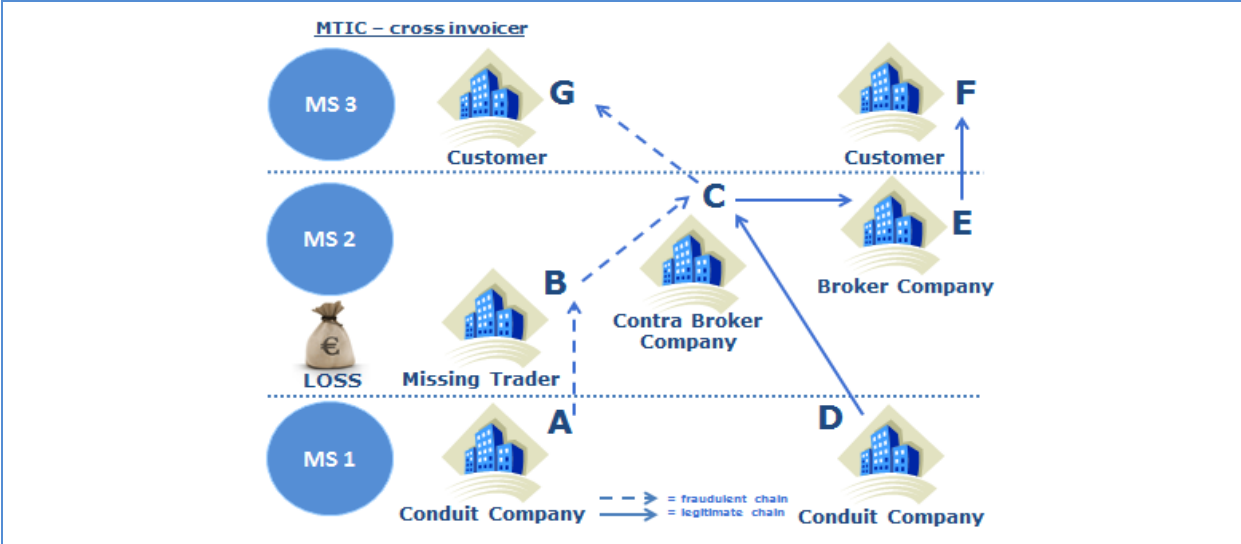 MTIC – cross invoicer
MS 3
G
F
Customer
Customer
MS 2
C
E
B
Broker Company
Contra Broker
Company
€
LOSS
Missing Trader
MS 1
A
D
= fraudulent chain
= legitimate chain
Conduit Company
Conduit Company